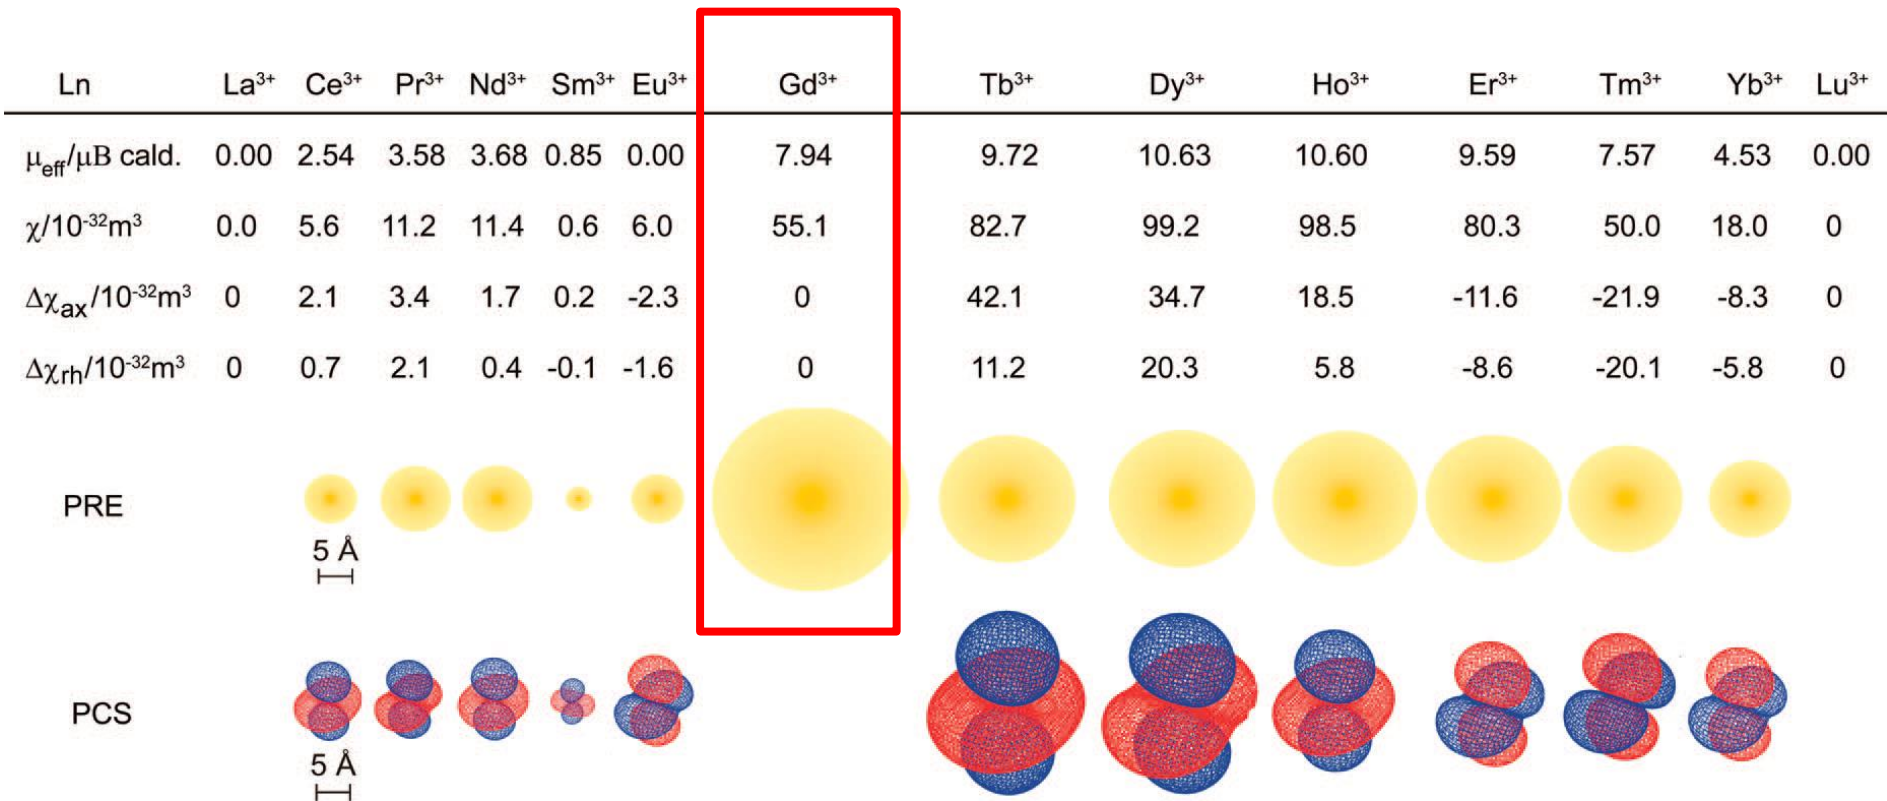 Ln La³⁺ Ce³⁺ Pr³⁺ Nd³⁺ Sm³⁺ Eu³⁺ Gd³⁺ Tb³⁺ Dy³⁺ Ho³⁺ Er³⁺ Tm³⁺ Yb³⁺ Lu³⁺
μeff/μB cald. 0.00 2.54 3.58 3.68 0.85 0.00 7.94 9.72 10.63 10.60 9.59 7.57 4.53 0.00
χ/10⁻³²m³ 0.0 5.6 11.2 11.4 0.6 6.0 55.1 82.7 99.2 98.5 80.3 50.0 18.0 0
Δχax/10⁻³²m³ 0 2.1 3.4 1.7 0.2 -2.3 0 42.1 34.7 18.5 -11.6 -21.9 -8.3 0
Δχrh/10⁻³²m³ 0 0.7 2.1 0.4 -0.1 -1.6 0 11.2 20.3 5.8 -8.6 -20.1 -5.8 0
PRE
5 Å
PCS
5 Å